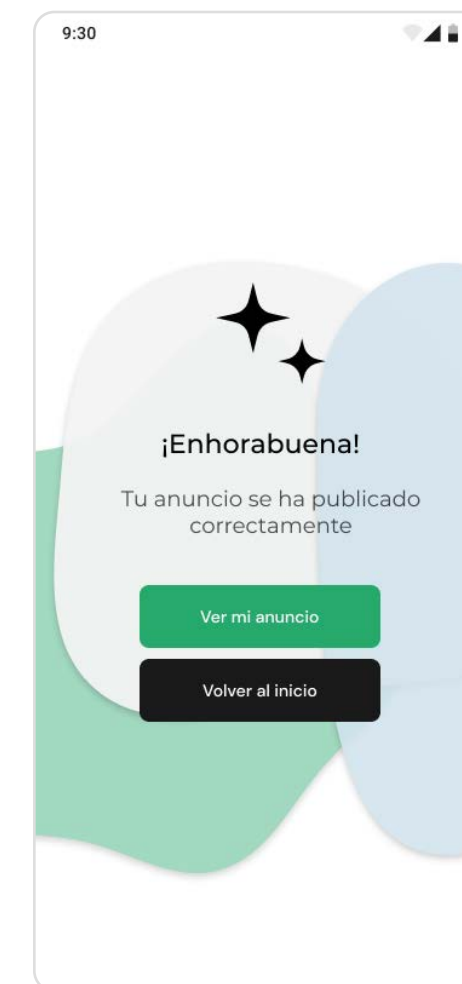 9:30
¡Enhorabuena!
Tu anuncio se ha publicado
correctamente
Ver mi anuncio
Volver al inicio